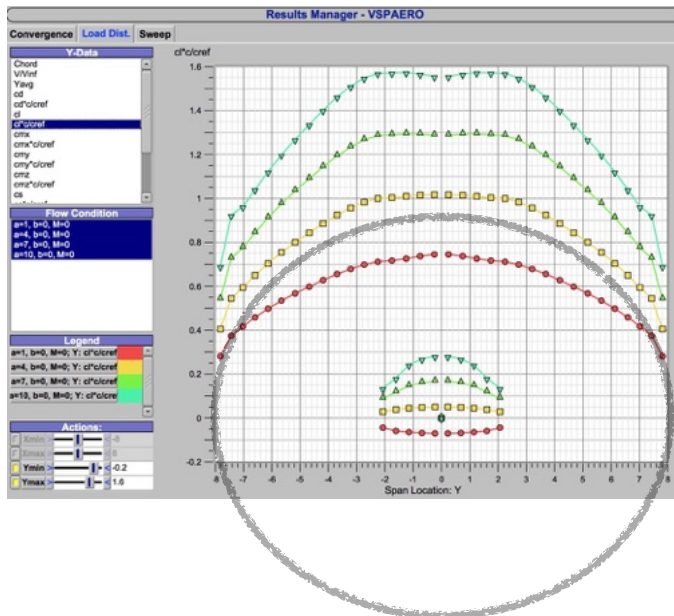 Results Manager - VSPAERO
Convergence Load Dist. Sweep
Y-Data
Chord
V/Vinf
Yavg
cd
cd*c/cref
cl
cl*c/cref
cmx
cmx*c/cref
cmy
cmy*c/cref
cmz
cmz*c/cref
cs
Flow Condition
a=1, b=0, M=0
a=4, b=0, M=0
a=7, b=0, M=0
a=10, b=0, M=0
Legend
a=1, b=0, M=0; Y: cl*c/cref
a=4, b=0, M=0; Y: cl*c/cref
a=7, b=0, M=0; Y: cl*c/cref
a=10, b=0, M=0; Y: cl*c/cre
Actions:
Xmin > < -8
Xmax > < 8
Ymin > < -0.2
Ymax > < 1.6
cl*c/cref
1.6
1.4
1.2
1
0.8
0.6
0.4
0.2
0
-0.2
-8 -7 -6 -5 -4 -3 -2 -1 0 1 2 3 4 5 6 7 8
Span Location: Y